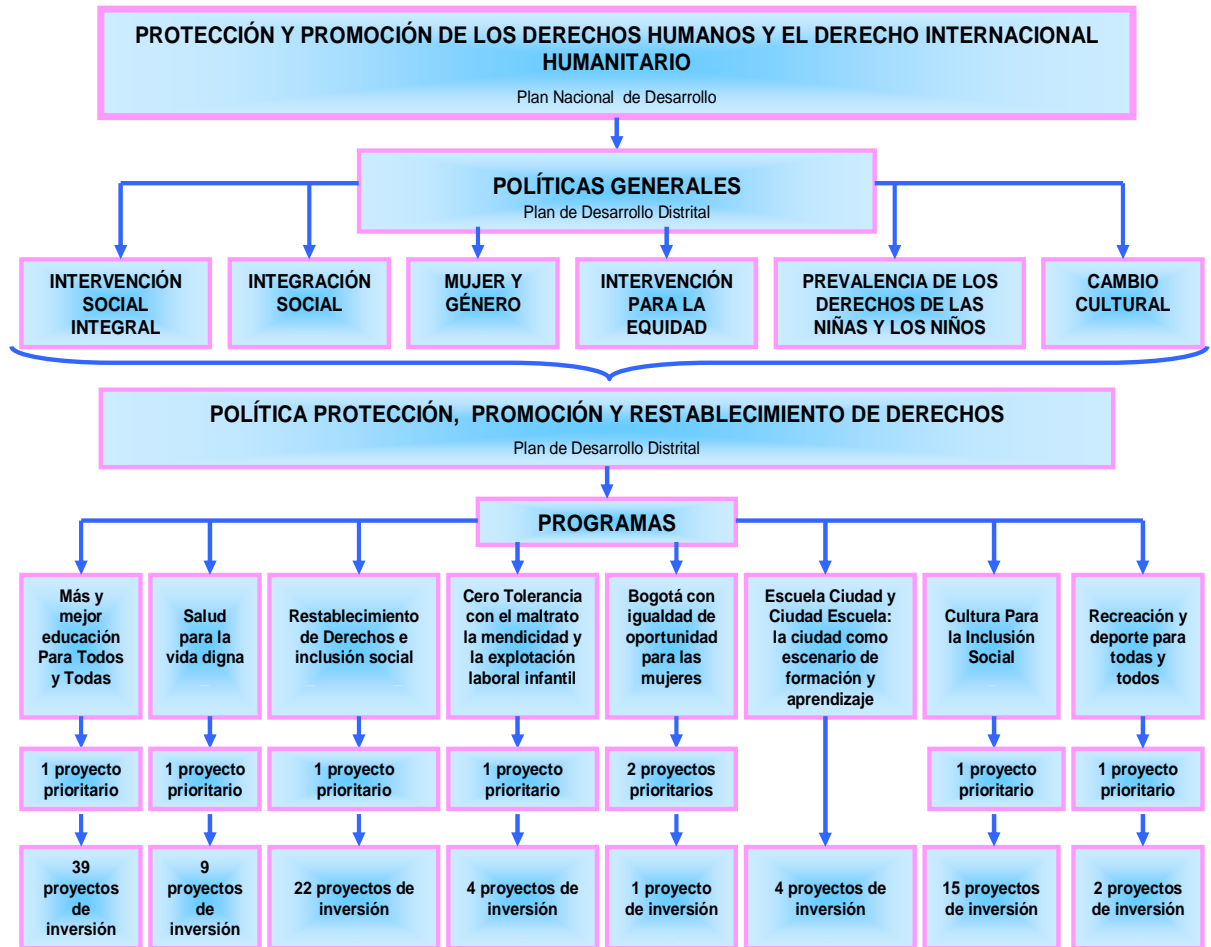 PROTECCIÓN Y PROMOCIÓN DE LOS DERECHOS HUMANOS Y EL DERECHO INTERNACIONAL
HUMANITARIO
Plan Nacional de Desarrollo
POLÍTICAS GENERALES
Plan de Desarrollo Distrital
INTERVENCIÓN
SOCIAL
INTEGRAL
INTEGRACIÓN
SOCIAL
MUJER Y
GÉNERO
INTERVENCIÓN
PARA LA
EQUIDAD
PREVALENCIA DE LOS
DERECHOS DE LAS
NIÑAS Y LOS NIÑOS
CAMBIO
CULTURAL
POLÍTICA PROTECCIÓN, PROMOCIÓN Y RESTABLECIMIENTO DE DERECHOS
Plan de Desarrollo Distrital
PROGRAMAS
Más y
mejor
educación
Para Todos
y Todas
Salud
para la
vida digna
Restablecimiento
de Derechos e
inclusión social
Cero Tolerancia
con el maltrato
la mendicidad y
la explotación
laboral infantil
Bogotá con
igualdad de
oportunidad
para las
mujeres
Escuela Ciudad y
Ciudad Escuela:
la ciudad como
escenario de
formación y
aprendizaje
Cultura Para
la Inclusión
Social
Recreación y
deporte para
todas y
todos
1 proyecto
prioritario
1 proyecto
prioritario
1 proyecto
prioritario
1 proyecto
prioritario
2 proyectos
prioritarios
1 proyecto
prioritario
1 proyecto
prioritario
39
proyectos
de
inversión
9
proyectos
de
inversión
22 proyectos de
inversión
4 proyectos de
inversión
1 proyecto
de inversión
4 proyectos de
inversión
15 proyectos
de inversión
2 proyectos
de inversión